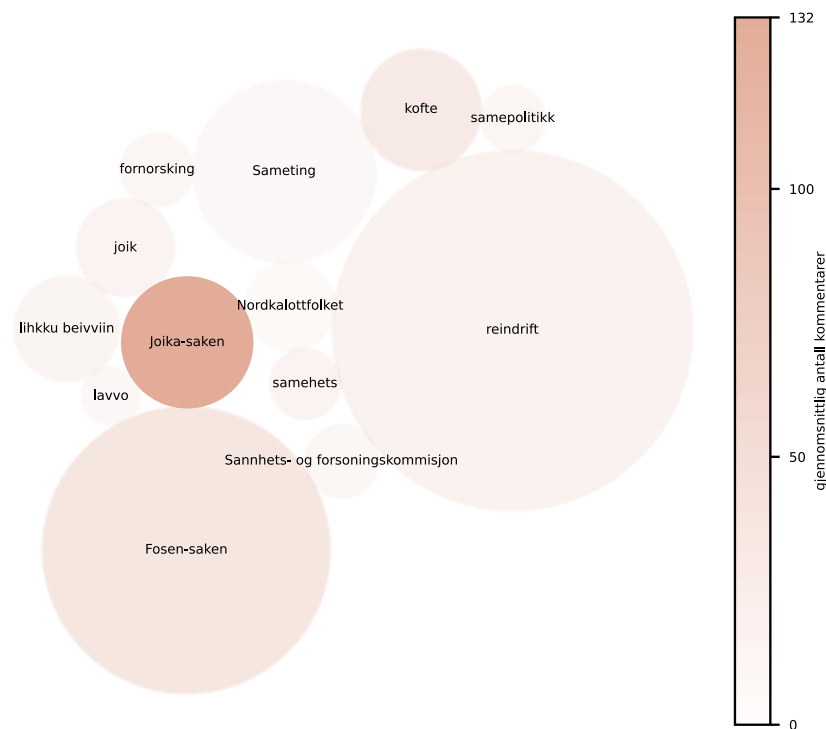 132
kofte
samepolitikk
fornorsking
Sameting
100
joik
Nordkalottfolket
lihkku beivviin
Joika-saken
reindrift
samehets
lavvo
Sannhets- og forsoningskommisjon
50
Fosen-saken
0
gjennomsnittlig antall kommentarer